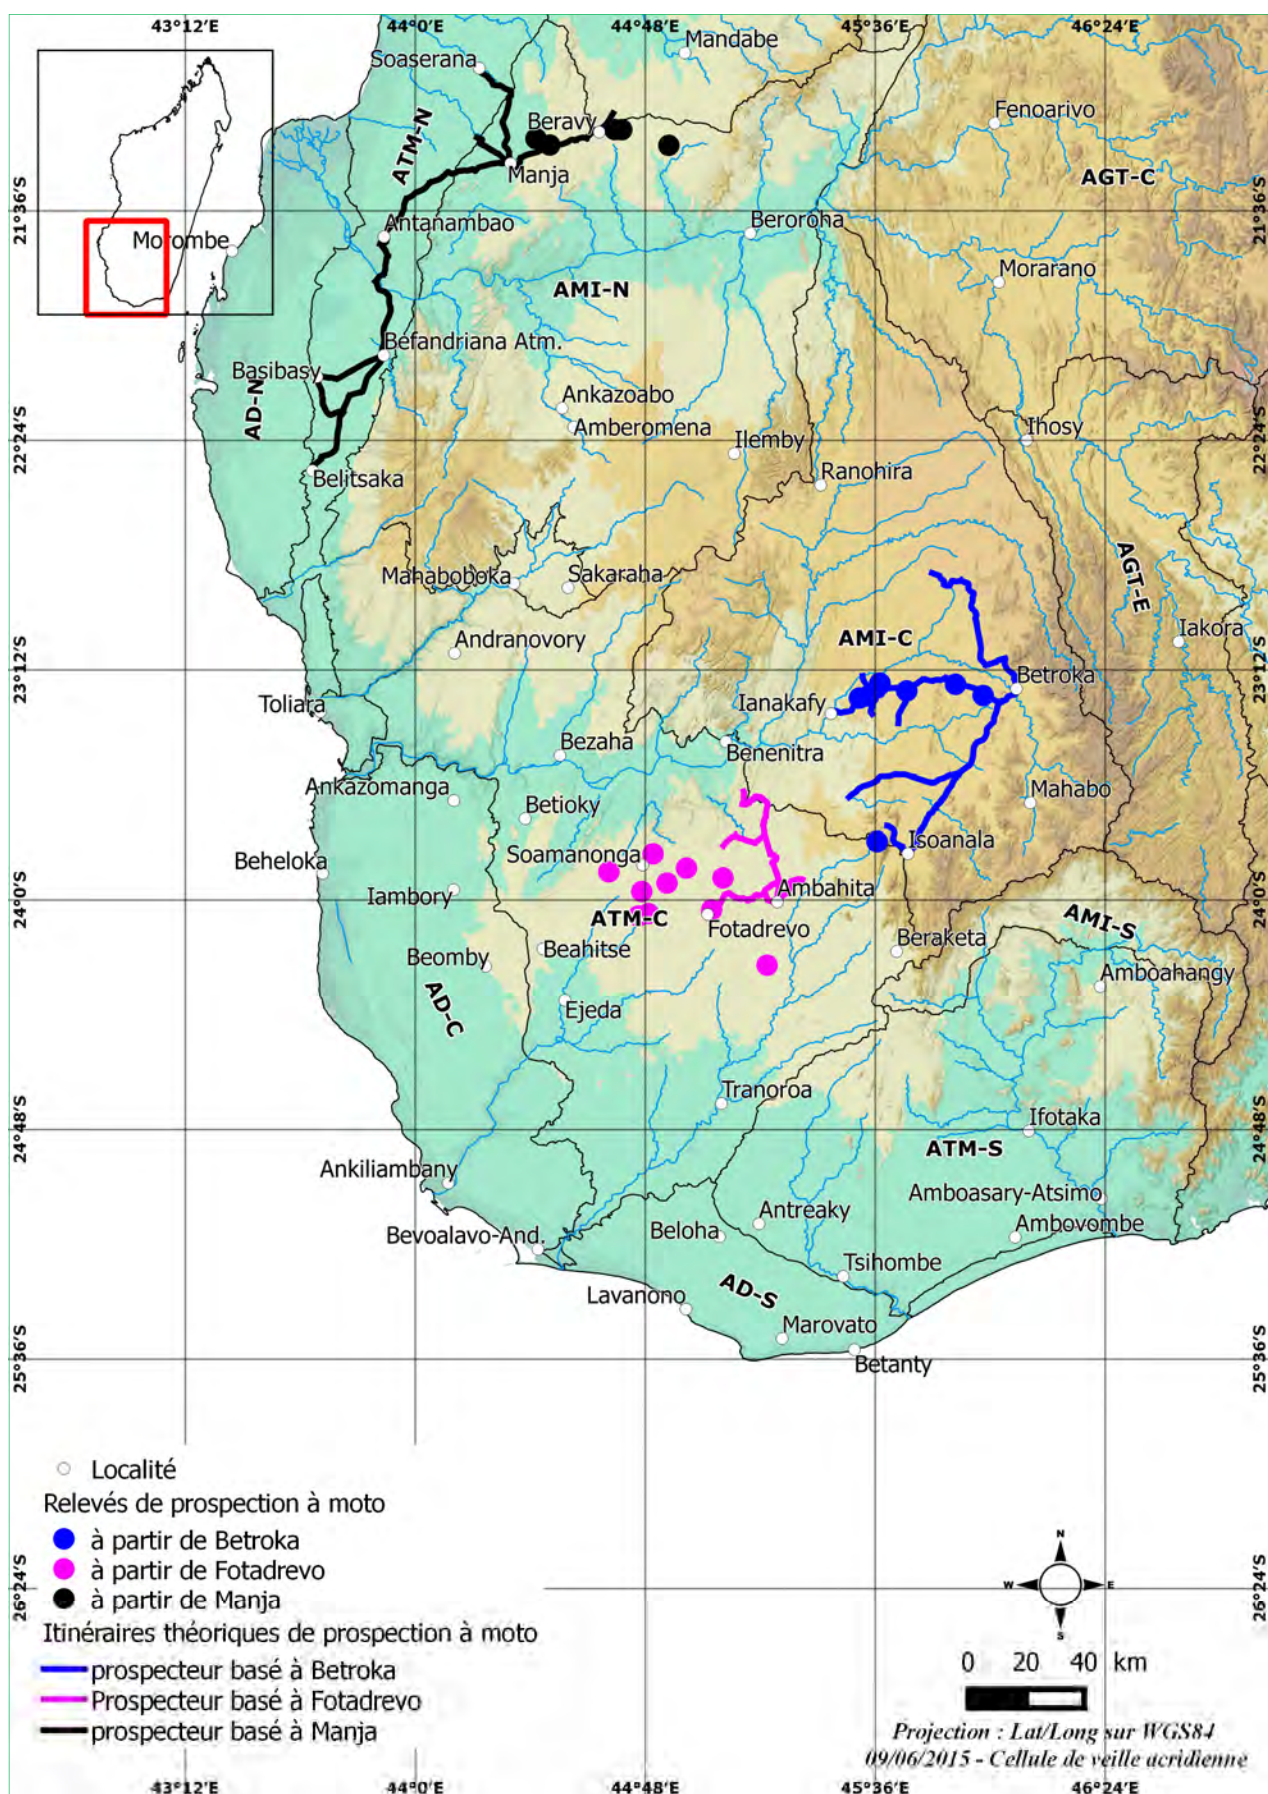 43°12′E 44°0′E 44°48′E 45°36′E 46°24′E
Mandabe
Soaserana
Fenoarivo
Beravy
ATM-N
Manja
AGT-C
21°36′S 21°36′S
Antanambao
Beroroha
Morombe
Morarano
AMI-N
Befandriana Atm.
Basibasy
AD-N
Ankazoabo
Amberomena
Ihosy
Ilemby
22°24′S 22°24′S
Belitsaka
Ranohira
Mahaboboka
Sakaraha
AGT-E
Andranovory
AMI-C
Iakora
23°12′S 23°12′S
Betroka
Toliara
Ianakafy
Bezaha
Benenitra
Ankazomanga
Betioky
Mahabo
Beheloka
Soamanonga
Isoanala
Iambory
Ambahita
24°0′S 24°0′S
ATM-C
Fotadrevo
AMI-S
Beomby
Beahitse
Beraketa
Amboahangy
AD-C
Ejeda
Tranoroa
Ifotaka
24°48′S 24°48′S
ATM-S
Ankiliambany
Amboasary-Atsimo
Bevoalavo-And.
Beloha
Antreaky
Ambovombe
Tsihombe
AD-S
Lavanono
Marovato
Betanty
25°36′S 25°36′S
Localité
Relevés de prospection à moto
à partir de Betroka
à partir de Fotadrevo
à partir de Manja
26°24′S 26°24′S
Itinéraires théoriques de prospection à moto
prospecteur basé à Betroka
Prospecteur basé à Fotadrevo
prospecteur basé à Manja
N
W E
S
0 20 40 km
Projection : Lat/Long sur WGS84
09/06/2015 - Cellule de veille acridienne
43°12′E 44°0′E 44°48′E 45°36′E 46°24′E